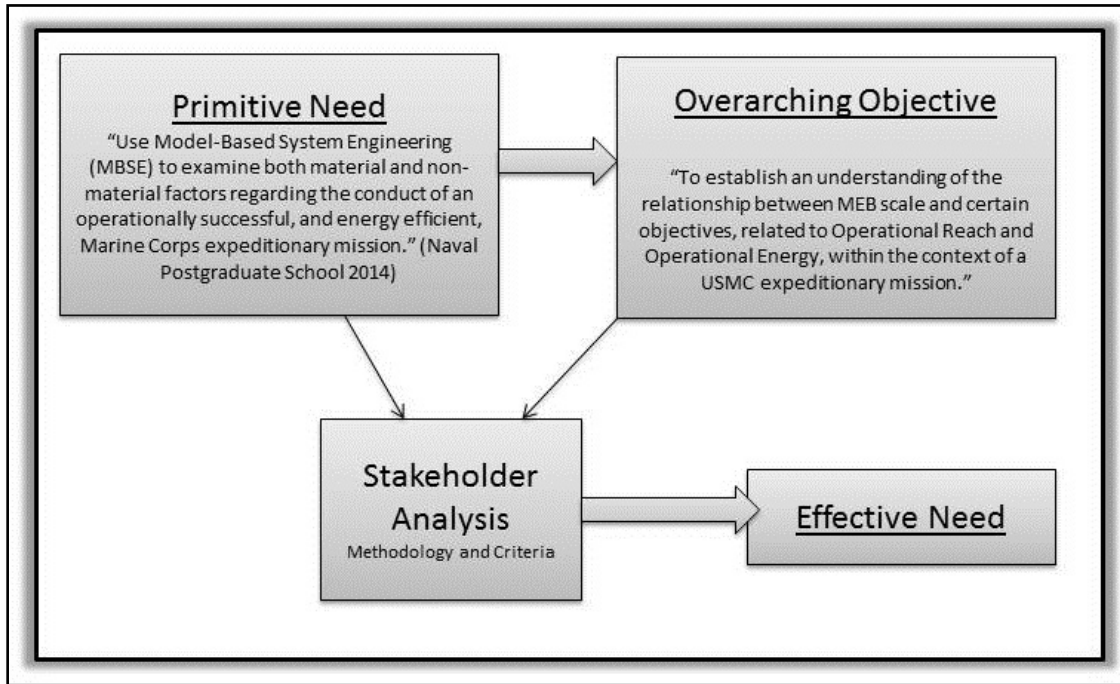 Primitive Need
“Use Model-Based System Engineering
(MBSE) to examine both material and non-
material factors regarding the conduct of an
operationally successful, and energy efficient,
Marine Corps expeditionary mission.” (Naval
Postgraduate School 2014)
Overarching Objective
“To establish an understanding of the
relationship between MEB scale and certain
objectives, related to Operational Reach and
Operational Energy, within the context of a
USMC expeditionary mission.”
Stakeholder
Analysis
Methodology and Criteria
Effective Need